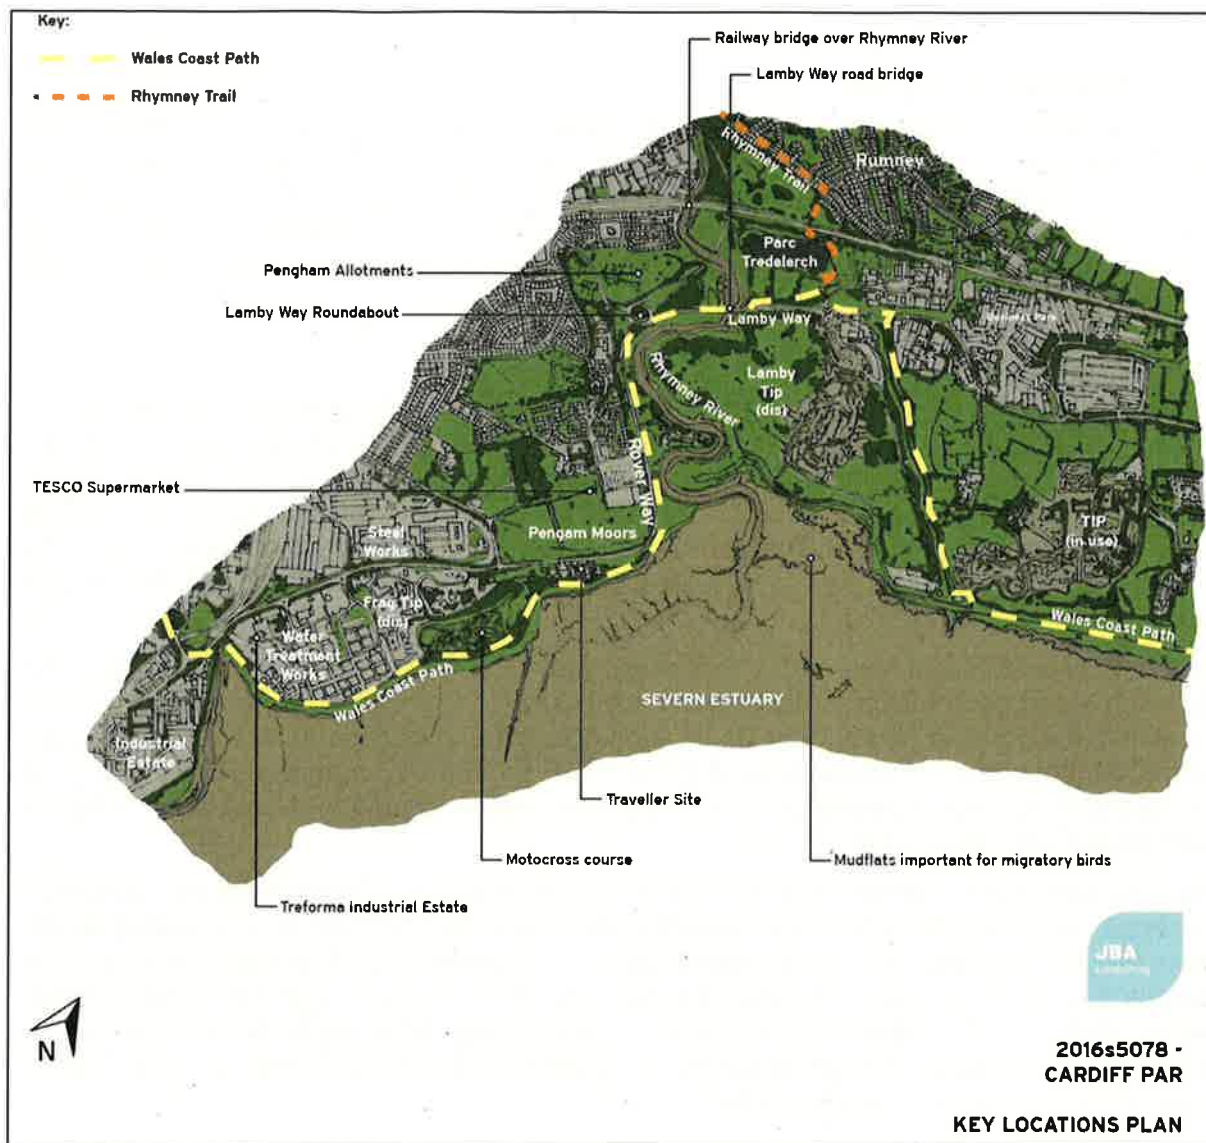 Key:
Wales Coast Path
Rhymney Trail
Railway bridge over Rhymney River
Lamby Way road bridge
Rhymney Trail
Rumney
Parc
Tredelerch
Pengham Allotments
Lamby Way Roundabout
Lamby Way
Business Park
Rhymney River
Lamby
Tip
(dis)
Rover Way
TESCO Supermarket
Steel
Works
Pengam Moors
TIP
(in use)
Frag Tip
(dis)
Water
Treatment
Works
Wales Coast Path
Wales Coast Path
SEVERN ESTUARY
Industrial
Estate
Traveller Site
Motocross course
Mudflats important for migratory birds
Treforma Industrial Estate
JBA
consulting
N
2016s5078 -
CARDIFF PAR
KEY LOCATIONS PLAN